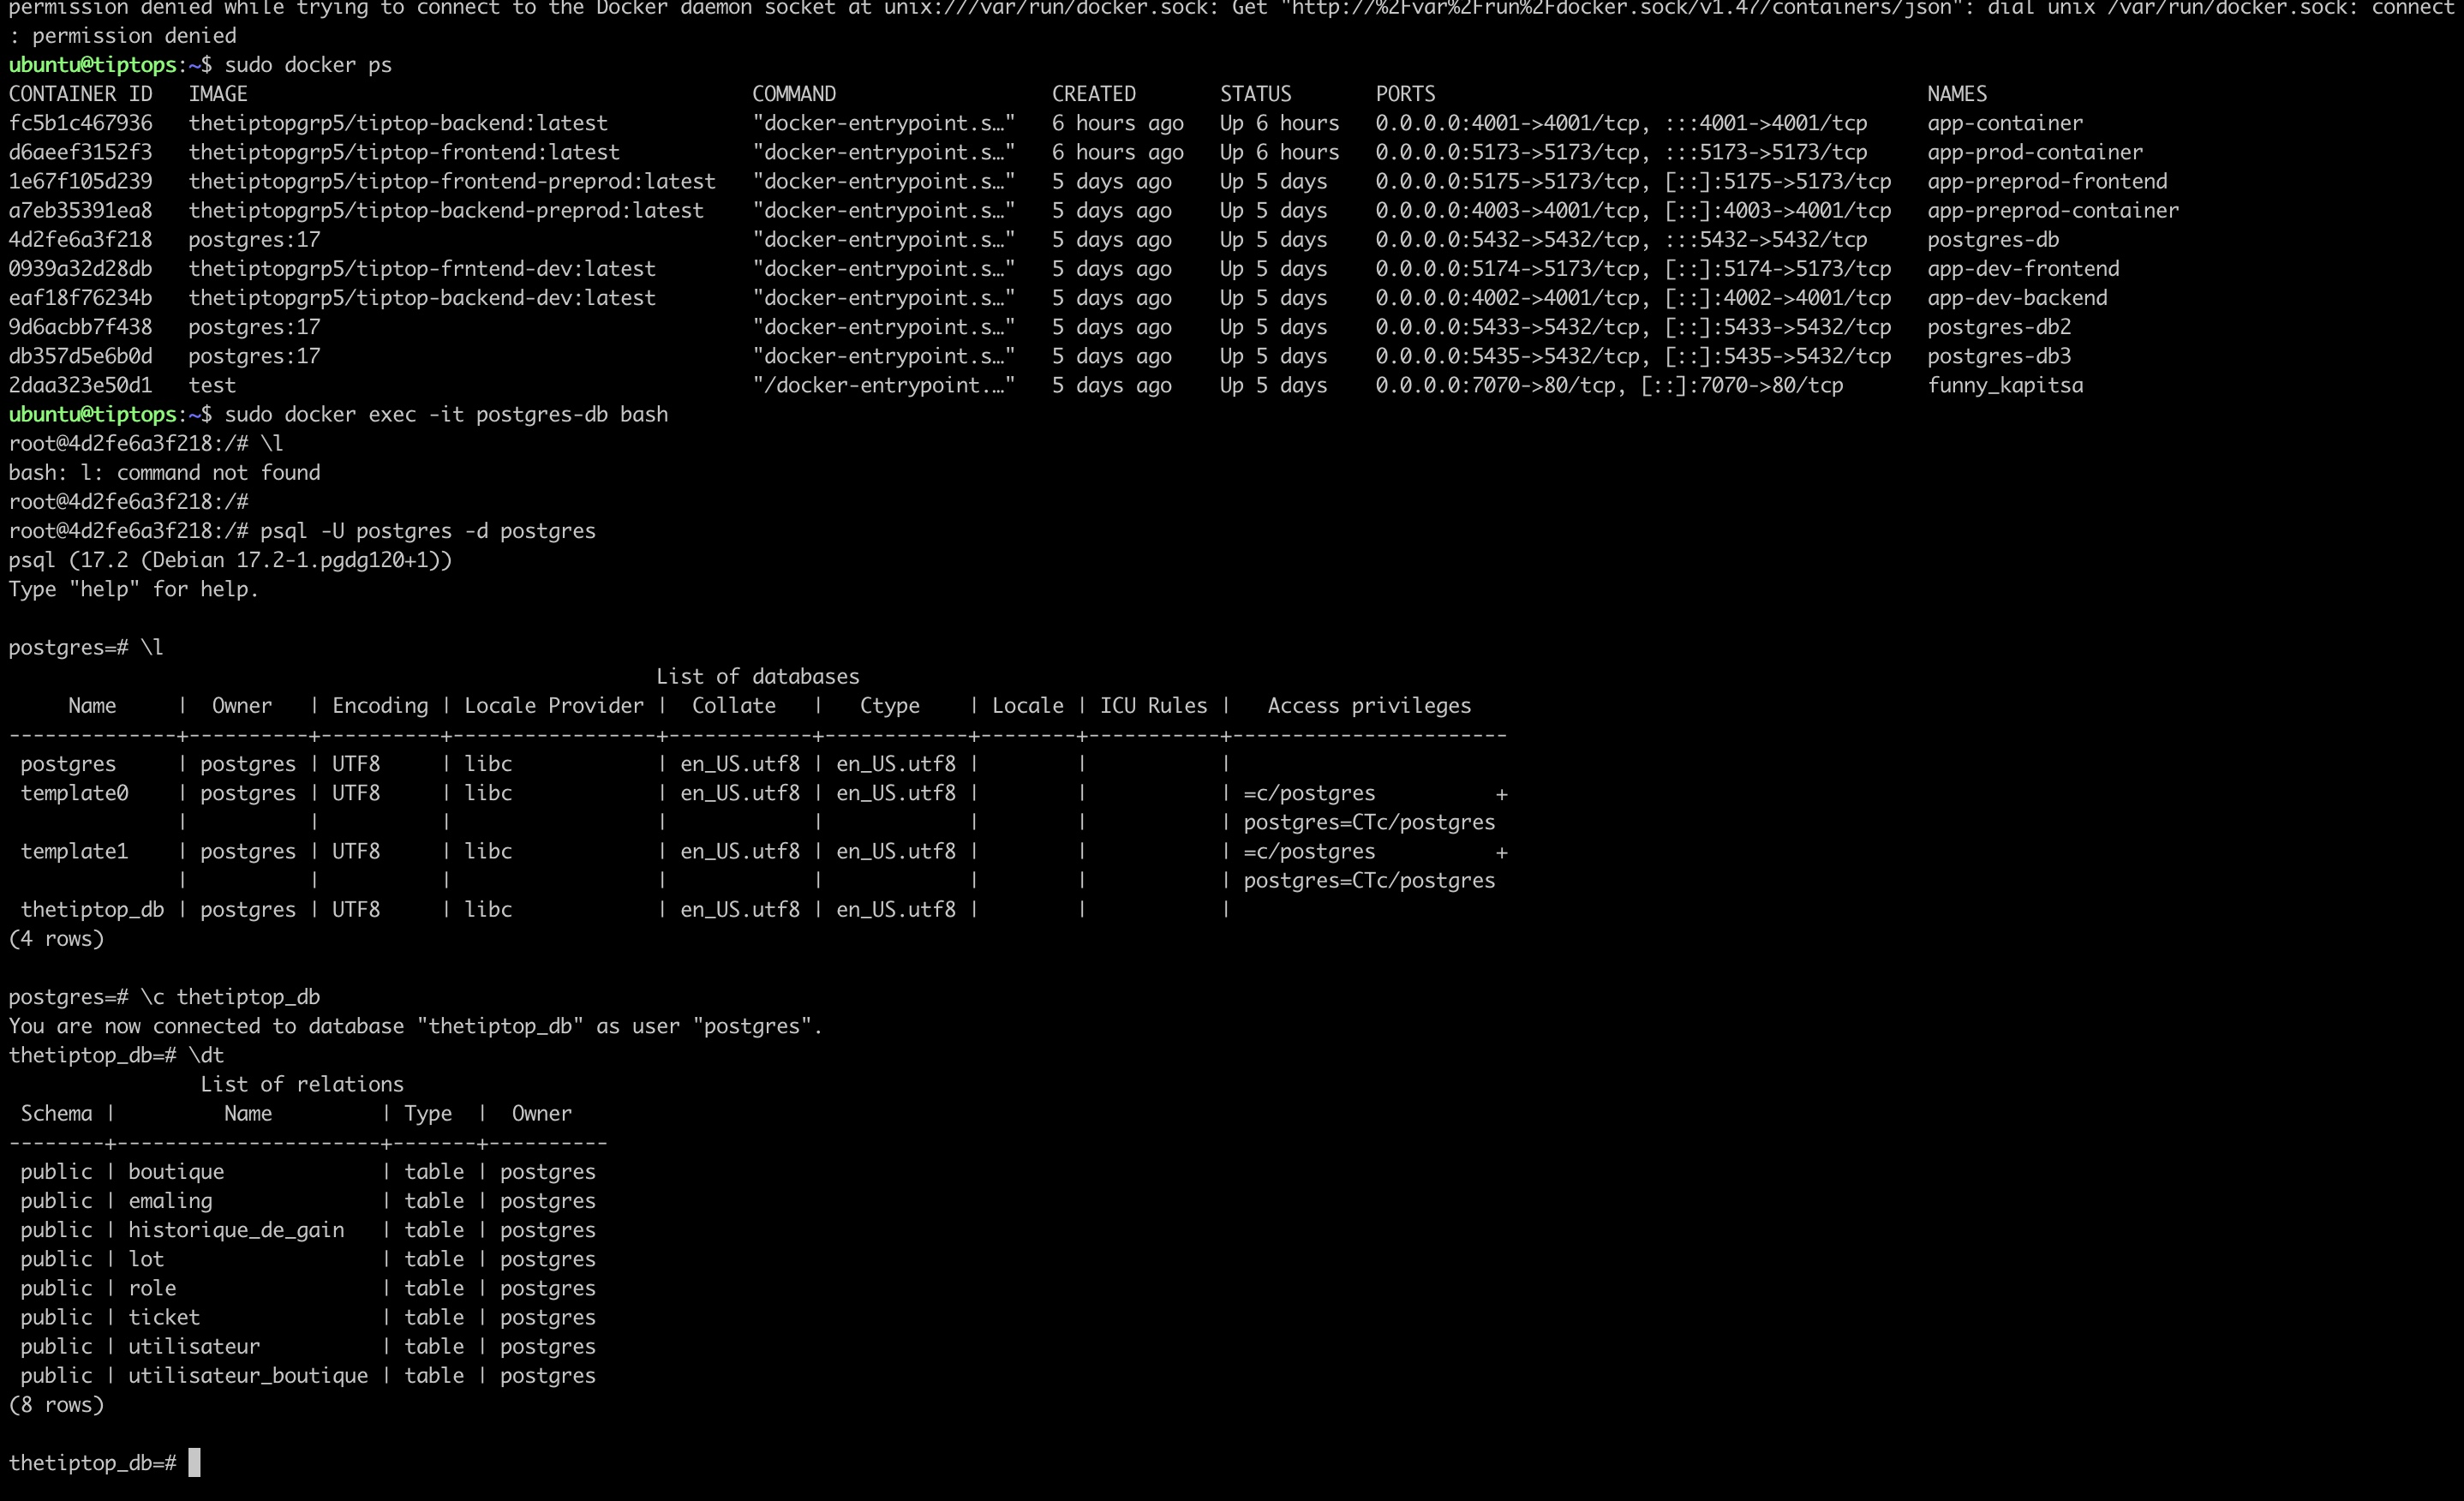 permission denied while trying to connect to the Docker daemon socket at unix:///var/run/docker.sock: Get "http://%2Fvar%2Frun%2Fdocker.sock/v1.47/containers/json": dial unix /var/run/docker.sock: connect
: permission denied
ubuntu@tiptops:~$ sudo docker ps
CONTAINER ID   IMAGE                                          COMMAND                  CREATED       STATUS       PORTS                                         NAMES
fc5b1c467936   thetiptopgrp5/tiptop-backend:latest            "docker-entrypoint.s…"   6 hours ago   Up 6 hours   0.0.0.0:4001->4001/tcp, :::4001->4001/tcp     app-container
d6aeef3152f3   thetiptopgrp5/tiptop-frontend:latest           "docker-entrypoint.s…"   6 hours ago   Up 6 hours   0.0.0.0:5173->5173/tcp, :::5173->5173/tcp     app-prod-container
1e67f105d239   thetiptopgrp5/tiptop-frontend-preprod:latest   "docker-entrypoint.s…"   5 days ago    Up 5 days    0.0.0.0:5175->5173/tcp, [::]:5175->5173/tcp   app-preprod-frontend
a7eb35391ea8   thetiptopgrp5/tiptop-backend-preprod:latest    "docker-entrypoint.s…"   5 days ago    Up 5 days    0.0.0.0:4003->4001/tcp, [::]:4003->4001/tcp   app-preprod-container
4d2fe6a3f218   postgres:17                                    "docker-entrypoint.s…"   5 days ago    Up 5 days    0.0.0.0:5432->5432/tcp, :::5432->5432/tcp     postgres-db
0939a32d28db   thetiptopgrp5/tiptop-frntend-dev:latest        "docker-entrypoint.s…"   5 days ago    Up 5 days    0.0.0.0:5174->5173/tcp, [::]:5174->5173/tcp   app-dev-frontend
eaf18f76234b   thetiptopgrp5/tiptop-backend-dev:latest        "docker-entrypoint.s…"   5 days ago    Up 5 days    0.0.0.0:4002->4001/tcp, [::]:4002->4001/tcp   app-dev-backend
9d6acbb7f438   postgres:17                                    "docker-entrypoint.s…"   5 days ago    Up 5 days    0.0.0.0:5433->5432/tcp, [::]:5433->5432/tcp   postgres-db2
db357d5e6b0d   postgres:17                                    "docker-entrypoint.s…"   5 days ago    Up 5 days    0.0.0.0:5435->5432/tcp, [::]:5435->5432/tcp   postgres-db3
2daa323e50d1   test                                           "/docker-entrypoint.…"   5 days ago    Up 5 days    0.0.0.0:7070->80/tcp, [::]:7070->80/tcp       funny_kapitsa
ubuntu@tiptops:~$ sudo docker exec -it postgres-db bash
root@4d2fe6a3f218:/# \l
bash: l: command not found
root@4d2fe6a3f218:/#
root@4d2fe6a3f218:/# psql -U postgres -d postgres
psql (17.2 (Debian 17.2-1.pgdg120+1))
Type "help" for help.

postgres=# \l
                                                      List of databases
     Name     |  Owner   | Encoding | Locale Provider |  Collate   |   Ctype    | Locale | ICU Rules |   Access privileges
--------------+----------+----------+-----------------+------------+------------+--------+-----------+-----------------------
 postgres     | postgres | UTF8     | libc            | en_US.utf8 | en_US.utf8 |        |           |
 template0    | postgres | UTF8     | libc            | en_US.utf8 | en_US.utf8 |        |           | =c/postgres          +
              |          |          |                 |            |            |        |           | postgres=CTc/postgres
 template1    | postgres | UTF8     | libc            | en_US.utf8 | en_US.utf8 |        |           | =c/postgres          +
              |          |          |                 |            |            |        |           | postgres=CTc/postgres
 thetiptop_db | postgres | UTF8     | libc            | en_US.utf8 | en_US.utf8 |        |           |
(4 rows)

postgres=# \c thetiptop_db
You are now connected to database "thetiptop_db" as user "postgres".
thetiptop_db=# \dt
                List of relations
 Schema |         Name         | Type  |  Owner
--------+----------------------+-------+----------
 public | boutique             | table | postgres
 public | emaling              | table | postgres
 public | historique_de_gain   | table | postgres
 public | lot                  | table | postgres
 public | role                 | table | postgres
 public | ticket               | table | postgres
 public | utilisateur          | table | postgres
 public | utilisateur_boutique | table | postgres
(8 rows)

thetiptop_db=#